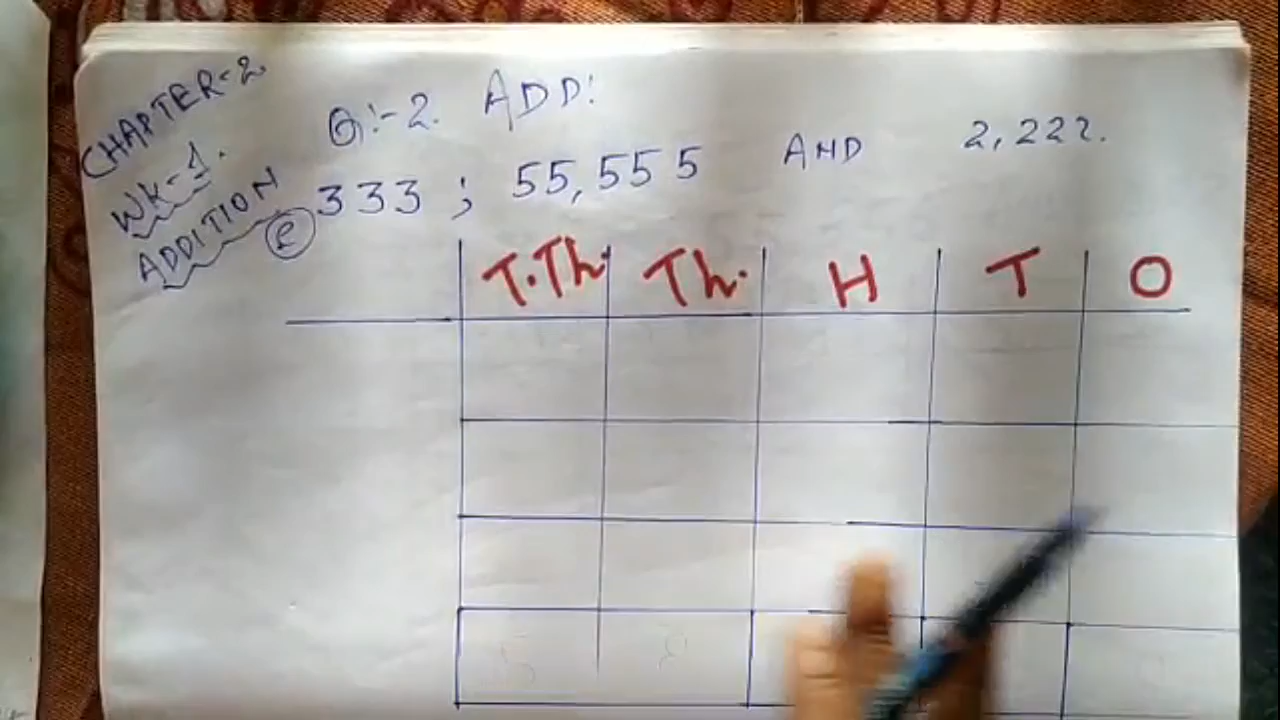 CHAPTER-2
WK-1.
ADDITION
Q:-2. ADD:
e 333 ; 55,555 AND 2,222.
T.Th. Th. H T O